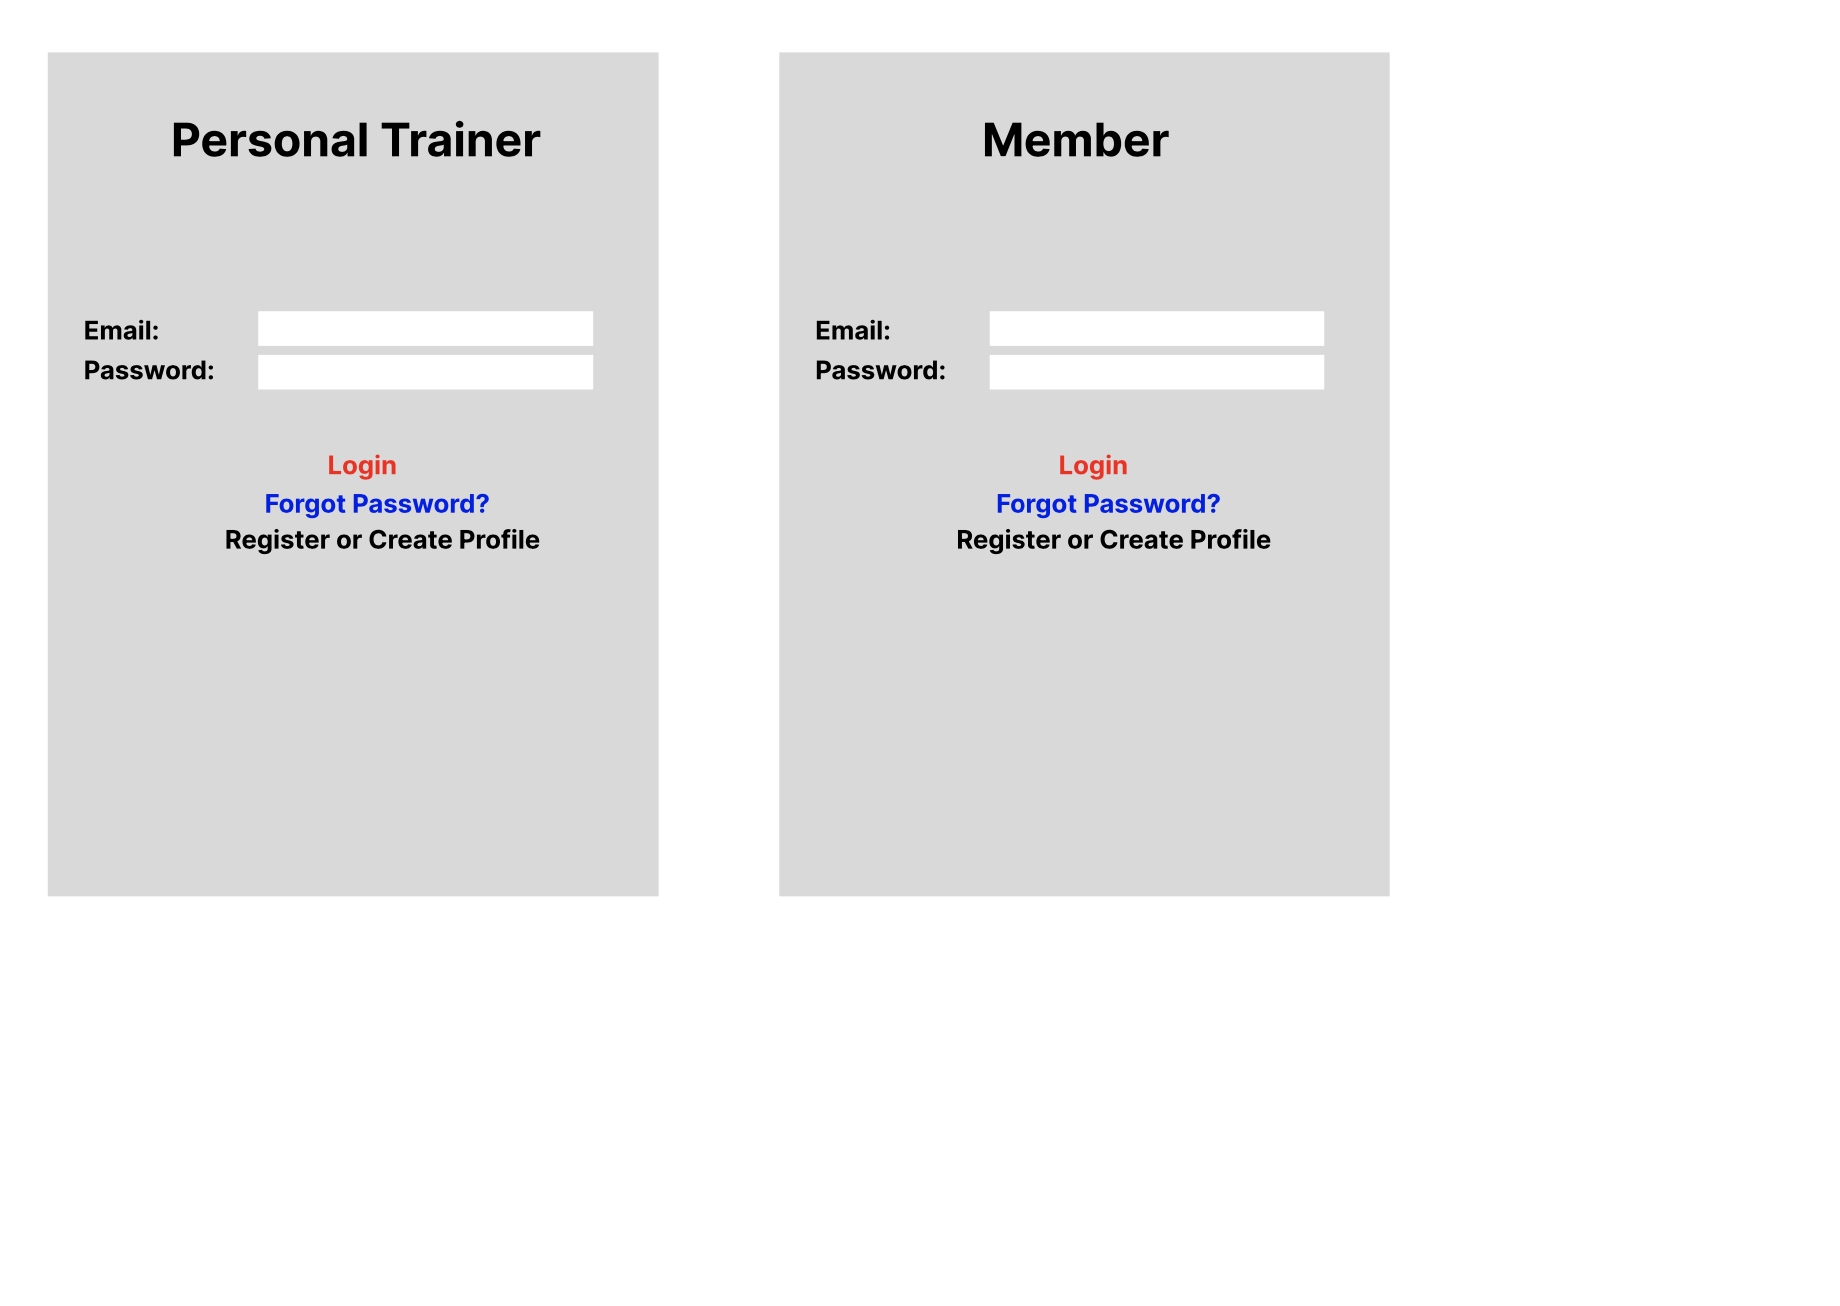 Personal Trainer
Email:
Password:
Login
Forgot Password?
Register or Create Profile
Member
Email:
Password:
Login
Forgot Password?
Register or Create Profile